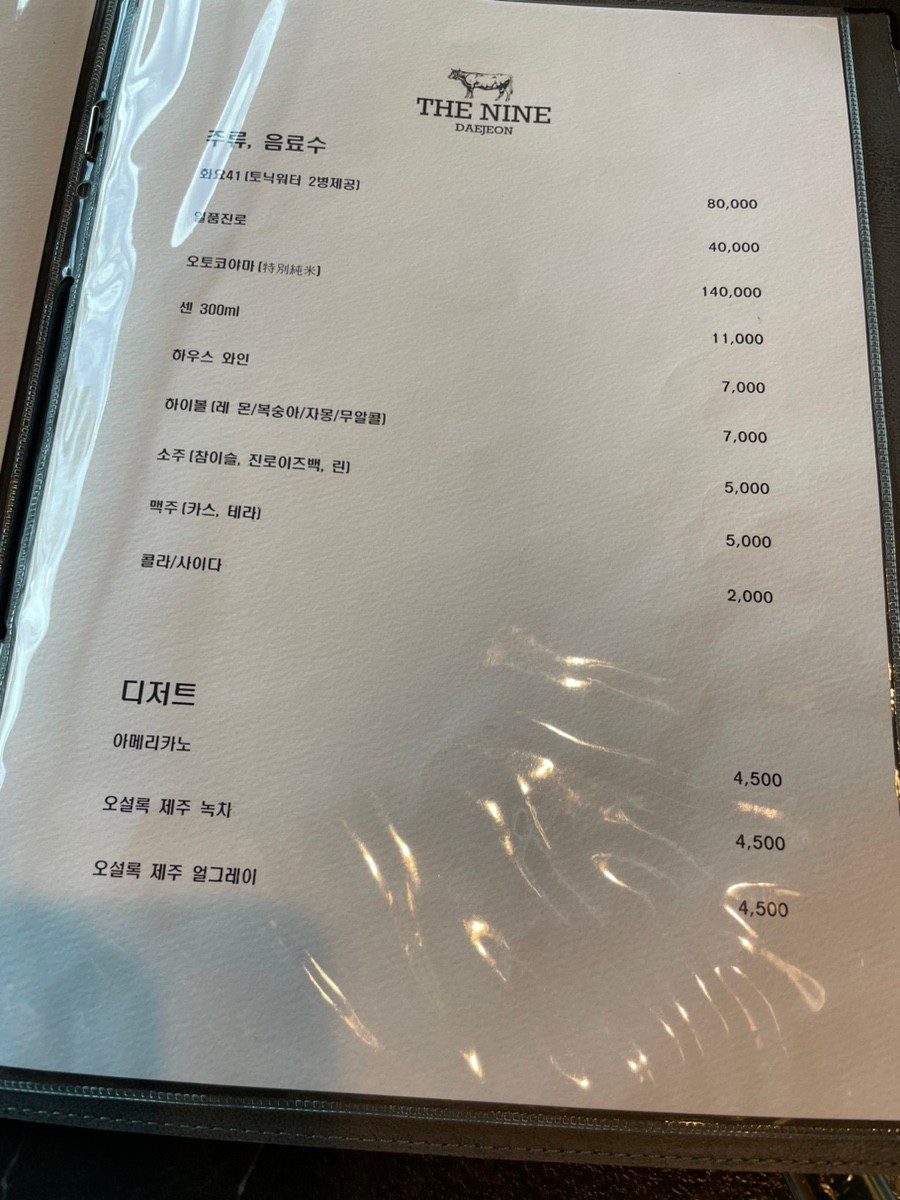 THE NINE
DAEJEON
주류, 음료수
화요41 (토닉워터 2병제공) 80,000
일품진로 40,000
오토코야마 (特別純米) 140,000
센 300ml 11,000
하우스 와인 7,000
하이볼 (레 몬/복숭아/자몽/무알콜) 7,000
소주 (참이슬, 진로이즈백, 린) 5,000
맥주 (카스, 테라) 5,000
콜라/사이다 2,000
디저트
아메리카노 4,500
오설록 제주 녹차 4,500
오설록 제주 얼그레이 4,500